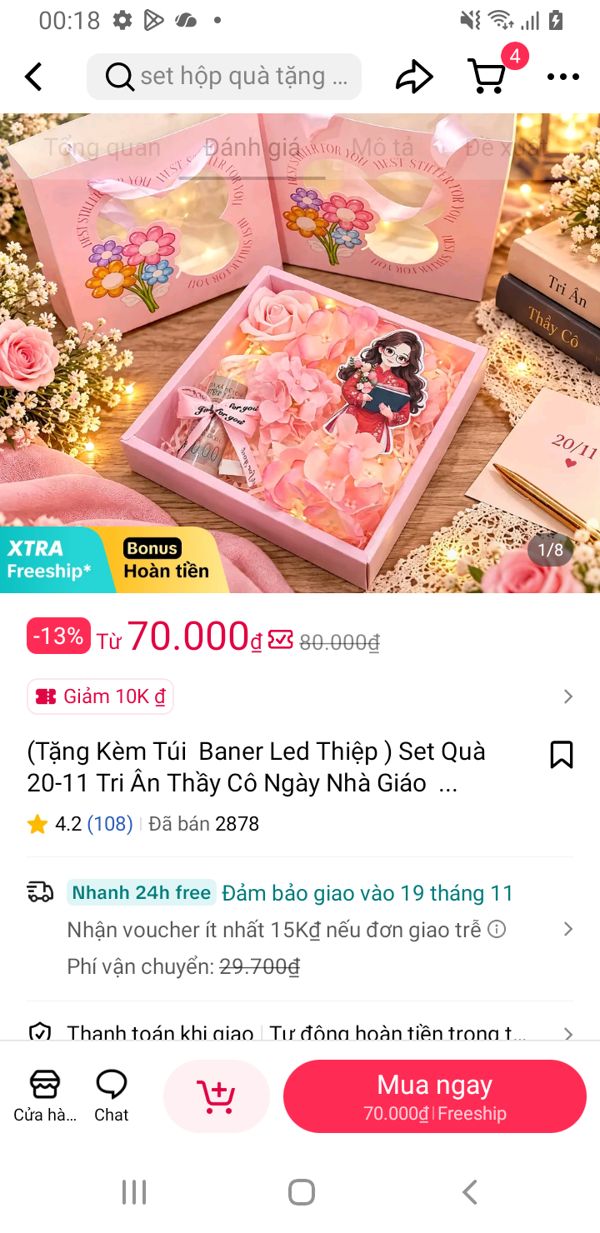 00:18
set hộp quà tặng ...
4
Tổng quan
Đánh giá
Mô tả
Đề xuất
Tri Ân
Thầy Cô
20/11
for you
for you
XTRA
Freeship*
Bonus
Hoàn tiền
1/8
-13% Từ 70.000₫ 80.000₫
Giảm 10K ₫
(Tặng Kèm Túi Baner Led Thiệp ) Set Quà
20-11 Tri Ân Thầy Cô Ngày Nhà Giáo ...
4.2 (108) Đã bán 2878
Nhanh 24h free Đảm bảo giao vào 19 tháng 11
Nhận voucher ít nhất 15K₫ nếu đơn giao trễ
Phí vận chuyển: 29.700₫
Thanh toán khi giao | Tự động hoàn tiền trong t...
Cửa hà...
Chat
Mua ngay
70.000₫ | Freeship